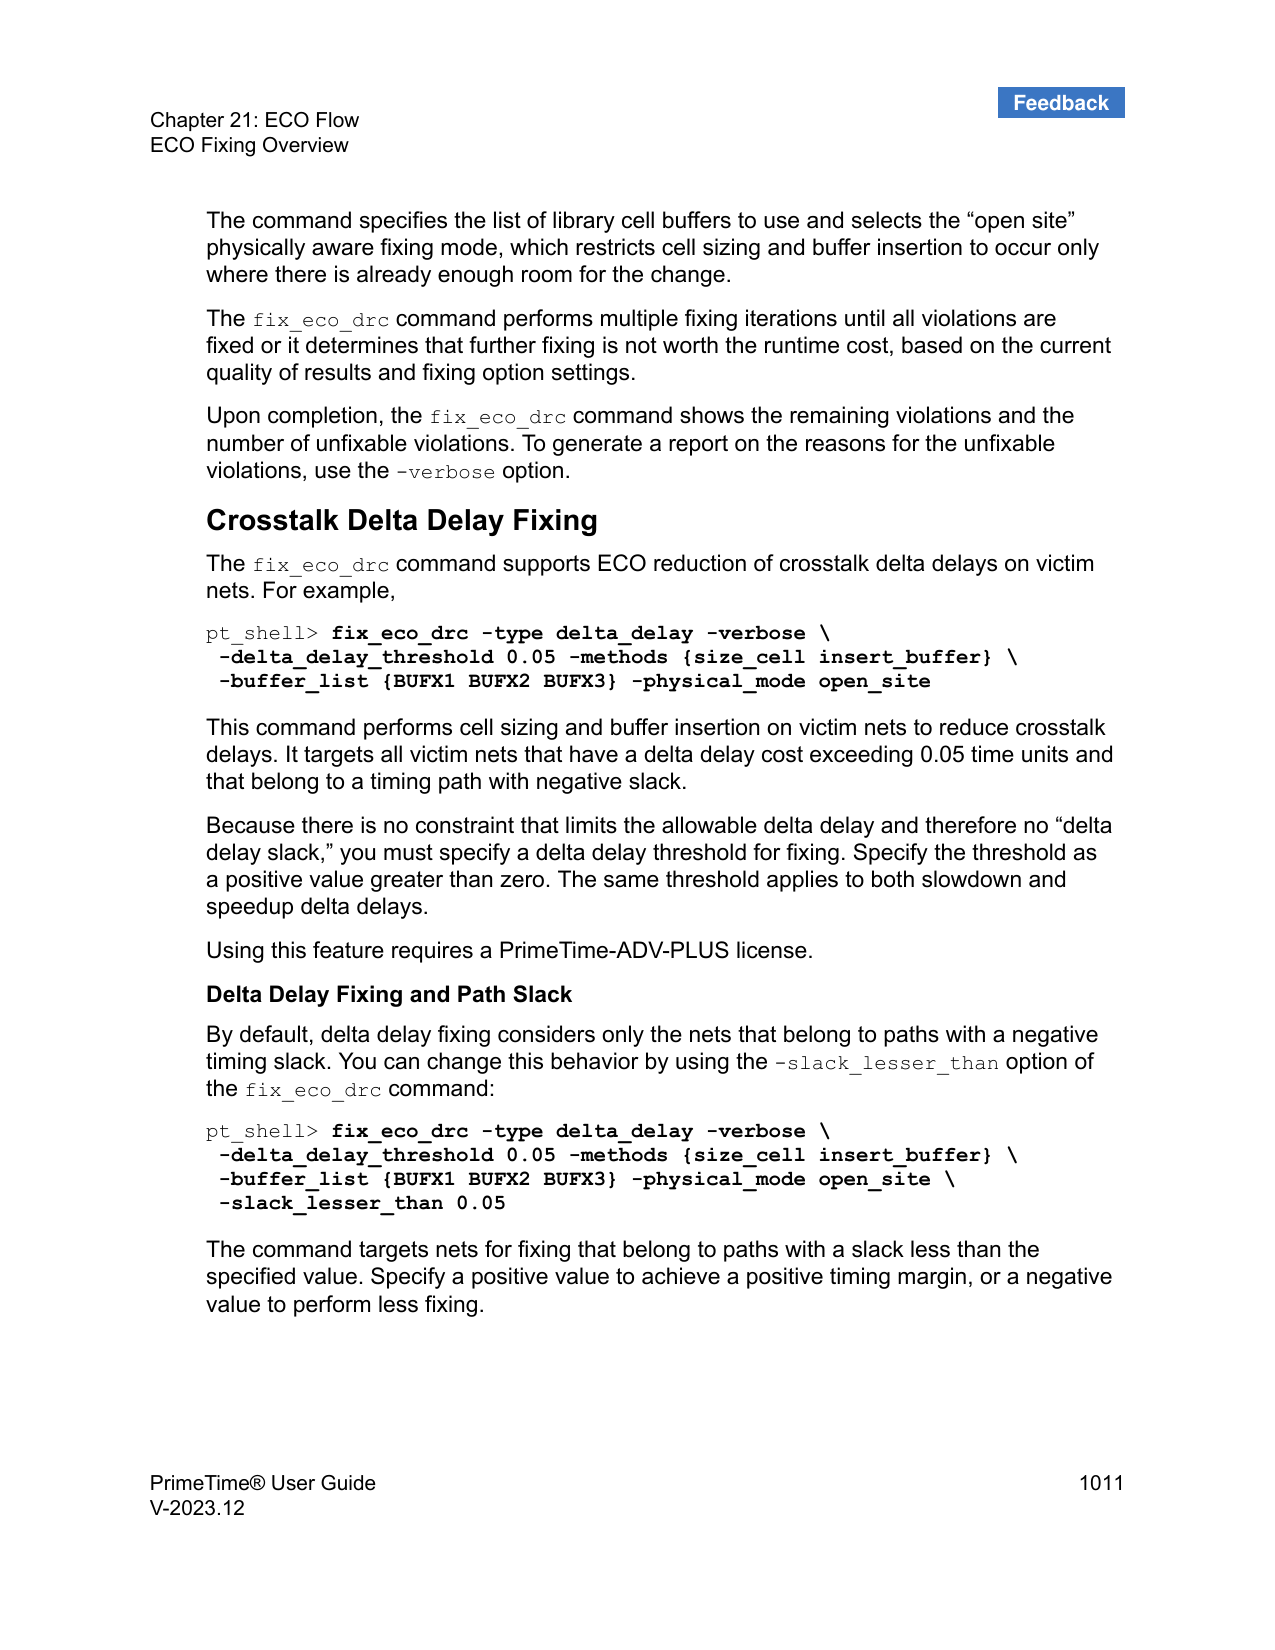 Feedback
Chapter 21: ECO Flow
ECO Fixing Overview
The command specifies the list of library cell buffers to use and selects the “open site”
physically aware fixing mode, which restricts cell sizing and buffer insertion to occur only
where there is already enough room for the change.
The fix_eco_drc command performs multiple fixing iterations until all violations are
fixed or it determines that further fixing is not worth the runtime cost, based on the current
quality of results and fixing option settings.
Upon completion, the fix_eco_drc command shows the remaining violations and the
number of unfixable violations. To generate a report on the reasons for the unfixable
violations, use the -verbose option.
Crosstalk Delta Delay Fixing
The fix_eco_drc command supports ECO reduction of crosstalk delta delays on victim
nets. For example,
pt_shell> fix_eco_drc -type delta_delay -verbose \
-delta_delay_threshold 0.05 -methods {size_cell insert_buffer} \
-buffer_list {BUFX1 BUFX2 BUFX3} -physical_mode open_site
This command performs cell sizing and buffer insertion on victim nets to reduce crosstalk
delays. It targets all victim nets that have a delta delay cost exceeding 0.05 time units and
that belong to a timing path with negative slack.
Because there is no constraint that limits the allowable delta delay and therefore no “delta
delay slack,” you must specify a delta delay threshold for fixing. Specify the threshold as
a positive value greater than zero. The same threshold applies to both slowdown and
speedup delta delays.
Using this feature requires a PrimeTime-ADV-PLUS license.
Delta Delay Fixing and Path Slack
By default, delta delay fixing considers only the nets that belong to paths with a negative
timing slack. You can change this behavior by using the -slack_lesser_than option of
the fix_eco_drc command:
pt_shell> fix_eco_drc -type delta_delay -verbose \
-delta_delay_threshold 0.05 -methods {size_cell insert_buffer} \
-buffer_list {BUFX1 BUFX2 BUFX3} -physical_mode open_site \
-slack_lesser_than 0.05
The command targets nets for fixing that belong to paths with a slack less than the
specified value. Specify a positive value to achieve a positive timing margin, or a negative
value to perform less fixing.
PrimeTime® User Guide
1011
V-2023.12